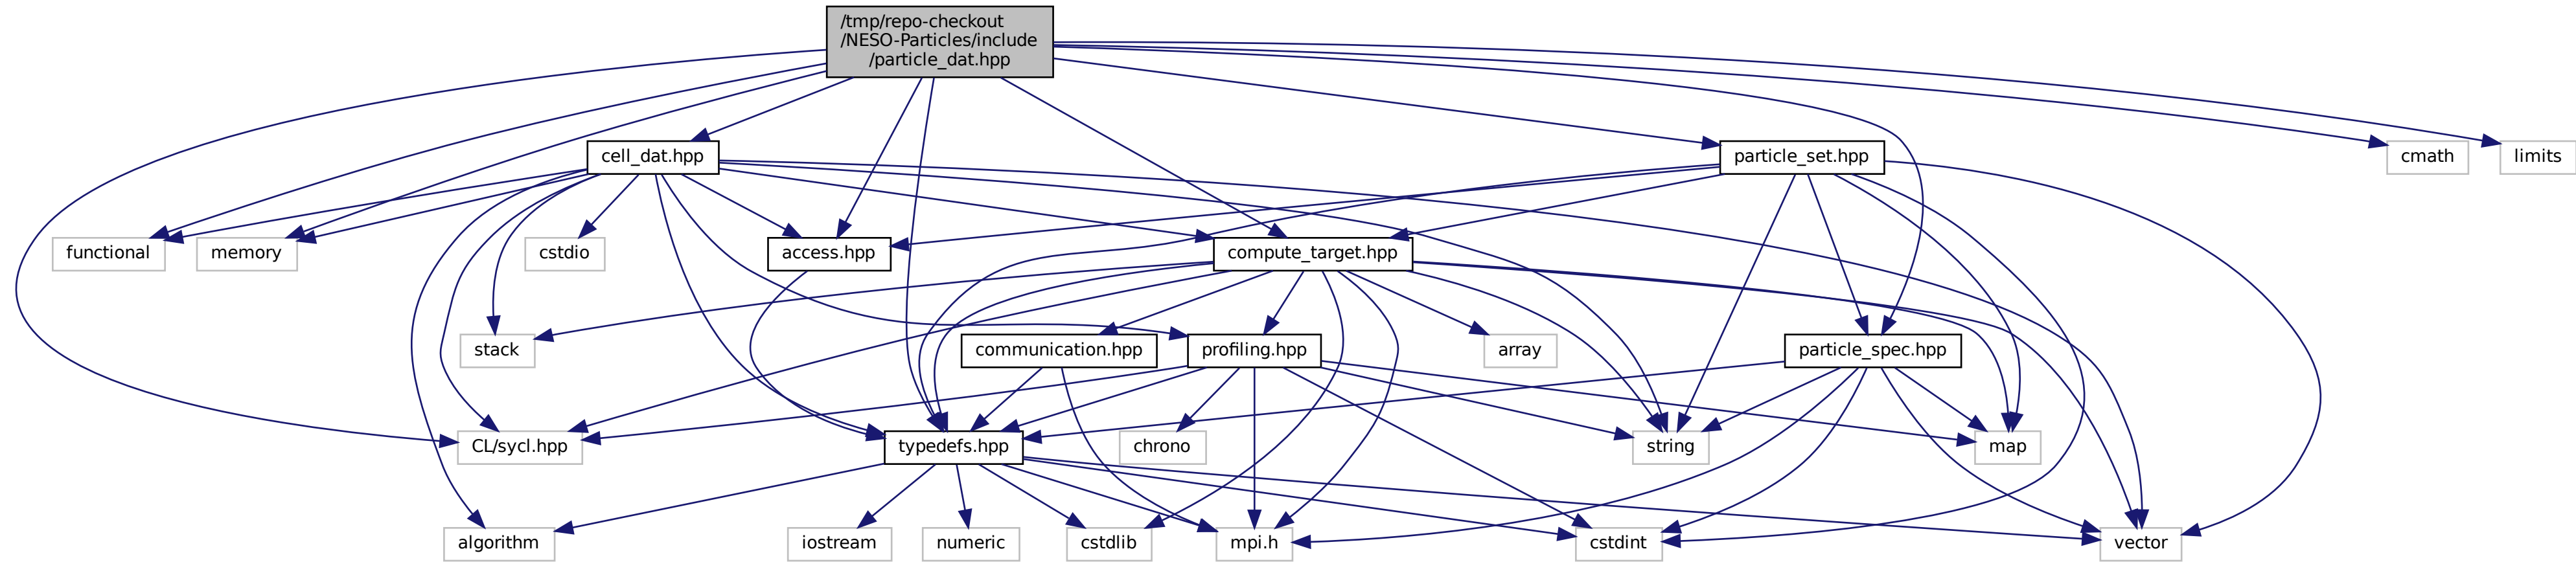 /tmp/repo-checkout
/NESO-Particles/include
/particle_dat.hpp
cell_dat.hpp
particle_set.hpp
cmath
limits
functional
memory
cstdio
access.hpp
compute_target.hpp
stack
communication.hpp
profiling.hpp
array
particle_spec.hpp
CL/sycl.hpp
typedefs.hpp
chrono
string
map
algorithm
iostream
numeric
cstdlib
mpi.h
cstdint
vector